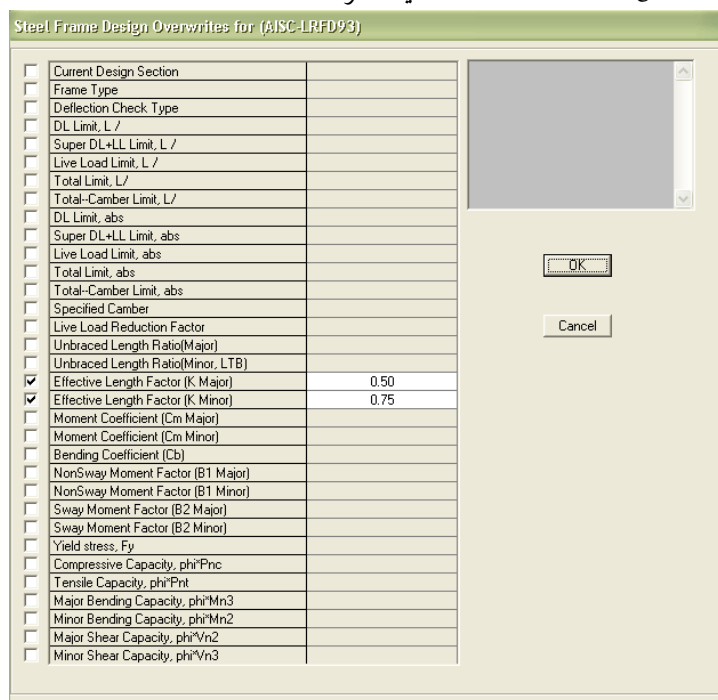 Steel Frame Design Overwrites for (AISC-LRFD93)
Current Design Section
Frame Type
Deflection Check Type
DL Limit, L /
Super DL+LL Limit, L /
Live Load Limit, L /
Total Limit, L/
Total--Camber Limit, L/
DL Limit, abs
Super DL+LL Limit, abs
Live Load Limit, abs
Total Limit, abs
Total--Camber Limit, abs
Specified Camber
Live Load Reduction Factor
Unbraced Length Ratio(Major)
Unbraced Length Ratio(Minor, LTB)
Effective Length Factor (K Major) 0.50
Effective Length Factor (K Minor) 0.75
Moment Coefficient (Cm Major)
Moment Coefficient (Cm Minor)
Bending Coefficient (Cb)
NonSway Moment Factor (B1 Major)
NonSway Moment Factor (B1 Minor)
Sway Moment Factor (B2 Major)
Sway Moment Factor (B2 Minor)
Yield stress, Fy
Compressive Capacity, phi*Pnc
Tensile Capacity, phi*Pnt
Major Bending Capacity, phi*Mn3
Minor Bending Capacity, phi*Mn2
Major Shear Capacity, phi*Vn2
Minor Shear Capacity, phi*Vn3
OK
Cancel